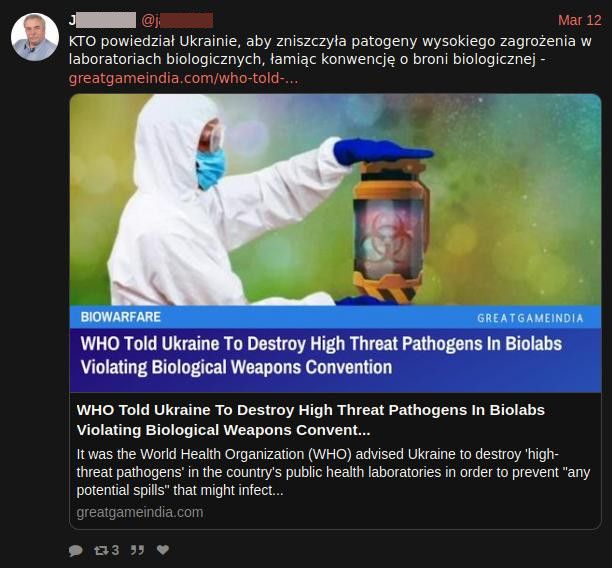 J @j Mar 12
KTO powiedział Ukrainie, aby zniszczyła patogeny wysokiego zagrożenia w
laboratoriach biologicznych, łamiąc konwencję o broni biologicznej -
greatgameindia.com/who-told-...
BIOWARFARE GREATGAMEINDIA
WHO Told Ukraine To Destroy High Threat Pathogens In Biolabs
Violating Biological Weapons Convention
WHO Told Ukraine To Destroy High Threat Pathogens In Biolabs
Violating Biological Weapons Convent...
It was the World Health Organization (WHO) advised Ukraine to destroy 'high-
threat pathogens' in the country's public health laboratories in order to prevent "any
potential spills" that might infect...
greatgameindia.com
3